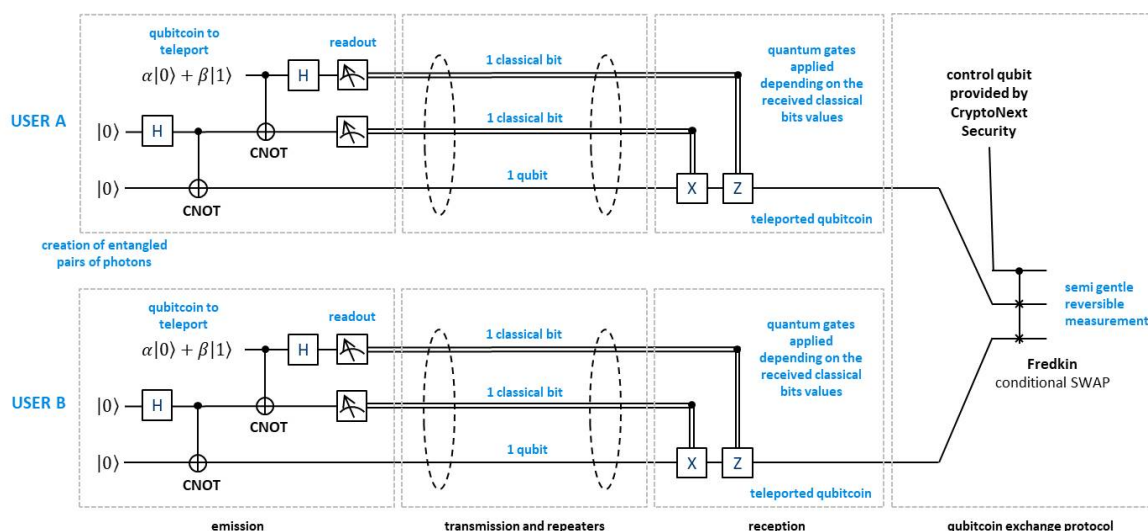 qubitcoin to
teleport
readout
α|0⟩ + β|1⟩
H
1 classical bit
quantum gates
applied
depending on the
received classical
bits values
USER A
|0⟩
H
CNOT
1 classical bit
|0⟩
CNOT
1 qubit
X
Z
teleported qubitcoin
control qubit
provided by
CryptoNext
Security
creation of entangled
pairs of photons
qubitcoin to
teleport
readout
α|0⟩ + β|1⟩
H
1 classical bit
quantum gates
applied
depending on the
received classical
bits values
USER B
|0⟩
H
CNOT
1 classical bit
|0⟩
CNOT
1 qubit
X
Z
teleported qubitcoin
semi gentle
reversible
measurement
Fredkin
conditional SWAP
emission
transmission and repeaters
reception
qubitcoin exchange protocol